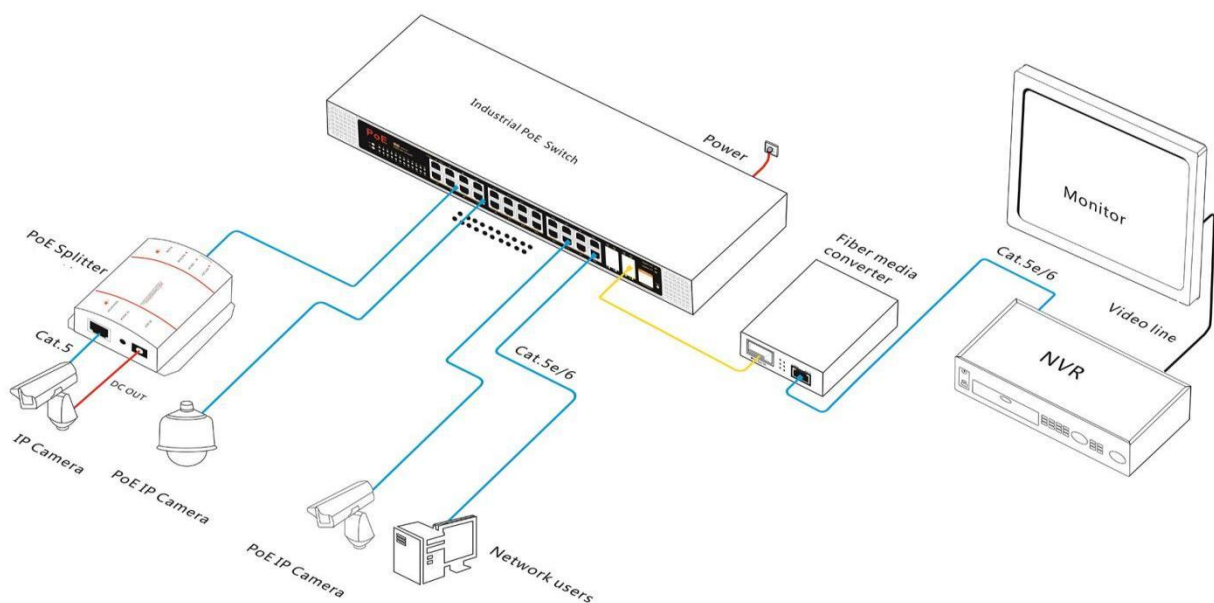 Industrial PoE Switch
PoE
Power
PoE Splitter
Cat.5
DC OUT
IP Camera
PoE IP Camera
PoE IP Camera
Cat.5e/6
Network users
Fiber media
converter
Cat.5e/6
Monitor
Video line
NVR